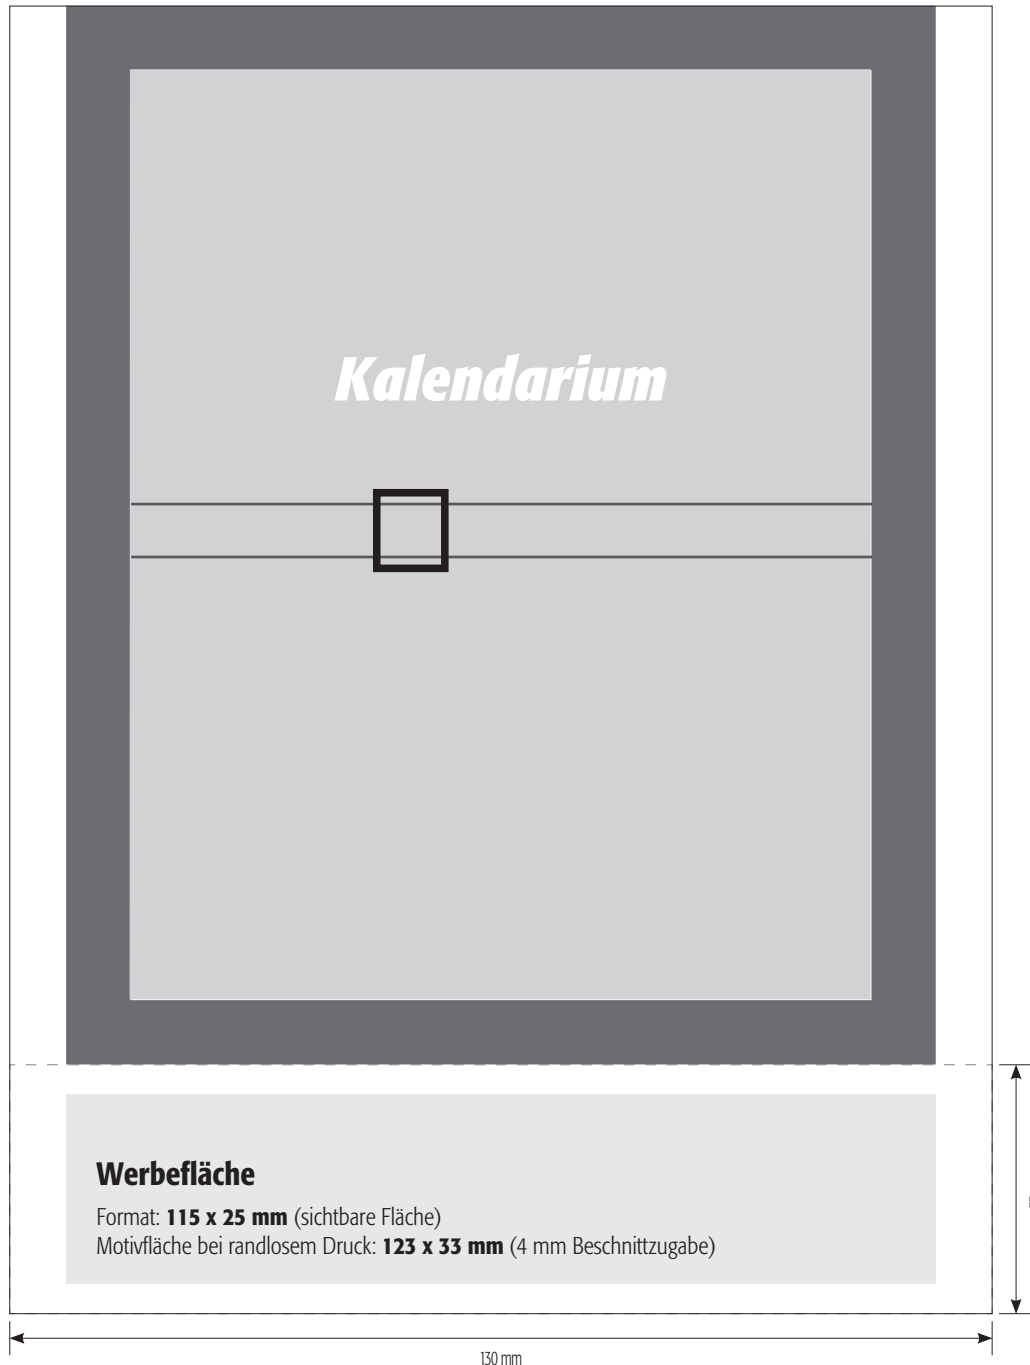 Kalendarium
Werbefläche
Format: 115 x 25 mm (sichtbare Fläche)
Motivfläche bei randlosem Druck: 123 x 33 mm (4 mm Beschnittzugabe)
130 mm